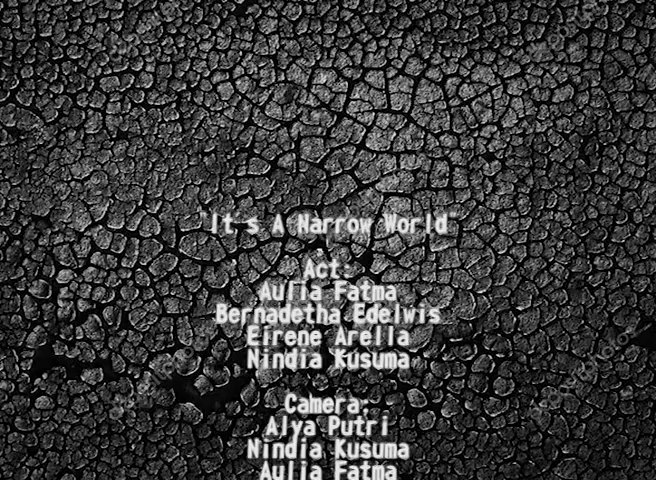 "It's A Narrow World"
Act:
Aulia Fatma
Bernadetha Edelwis
Eirene Arella
Nindia Kusuma
Camera:
Alya Putri
Nindia Kusuma
Aulia Fatma